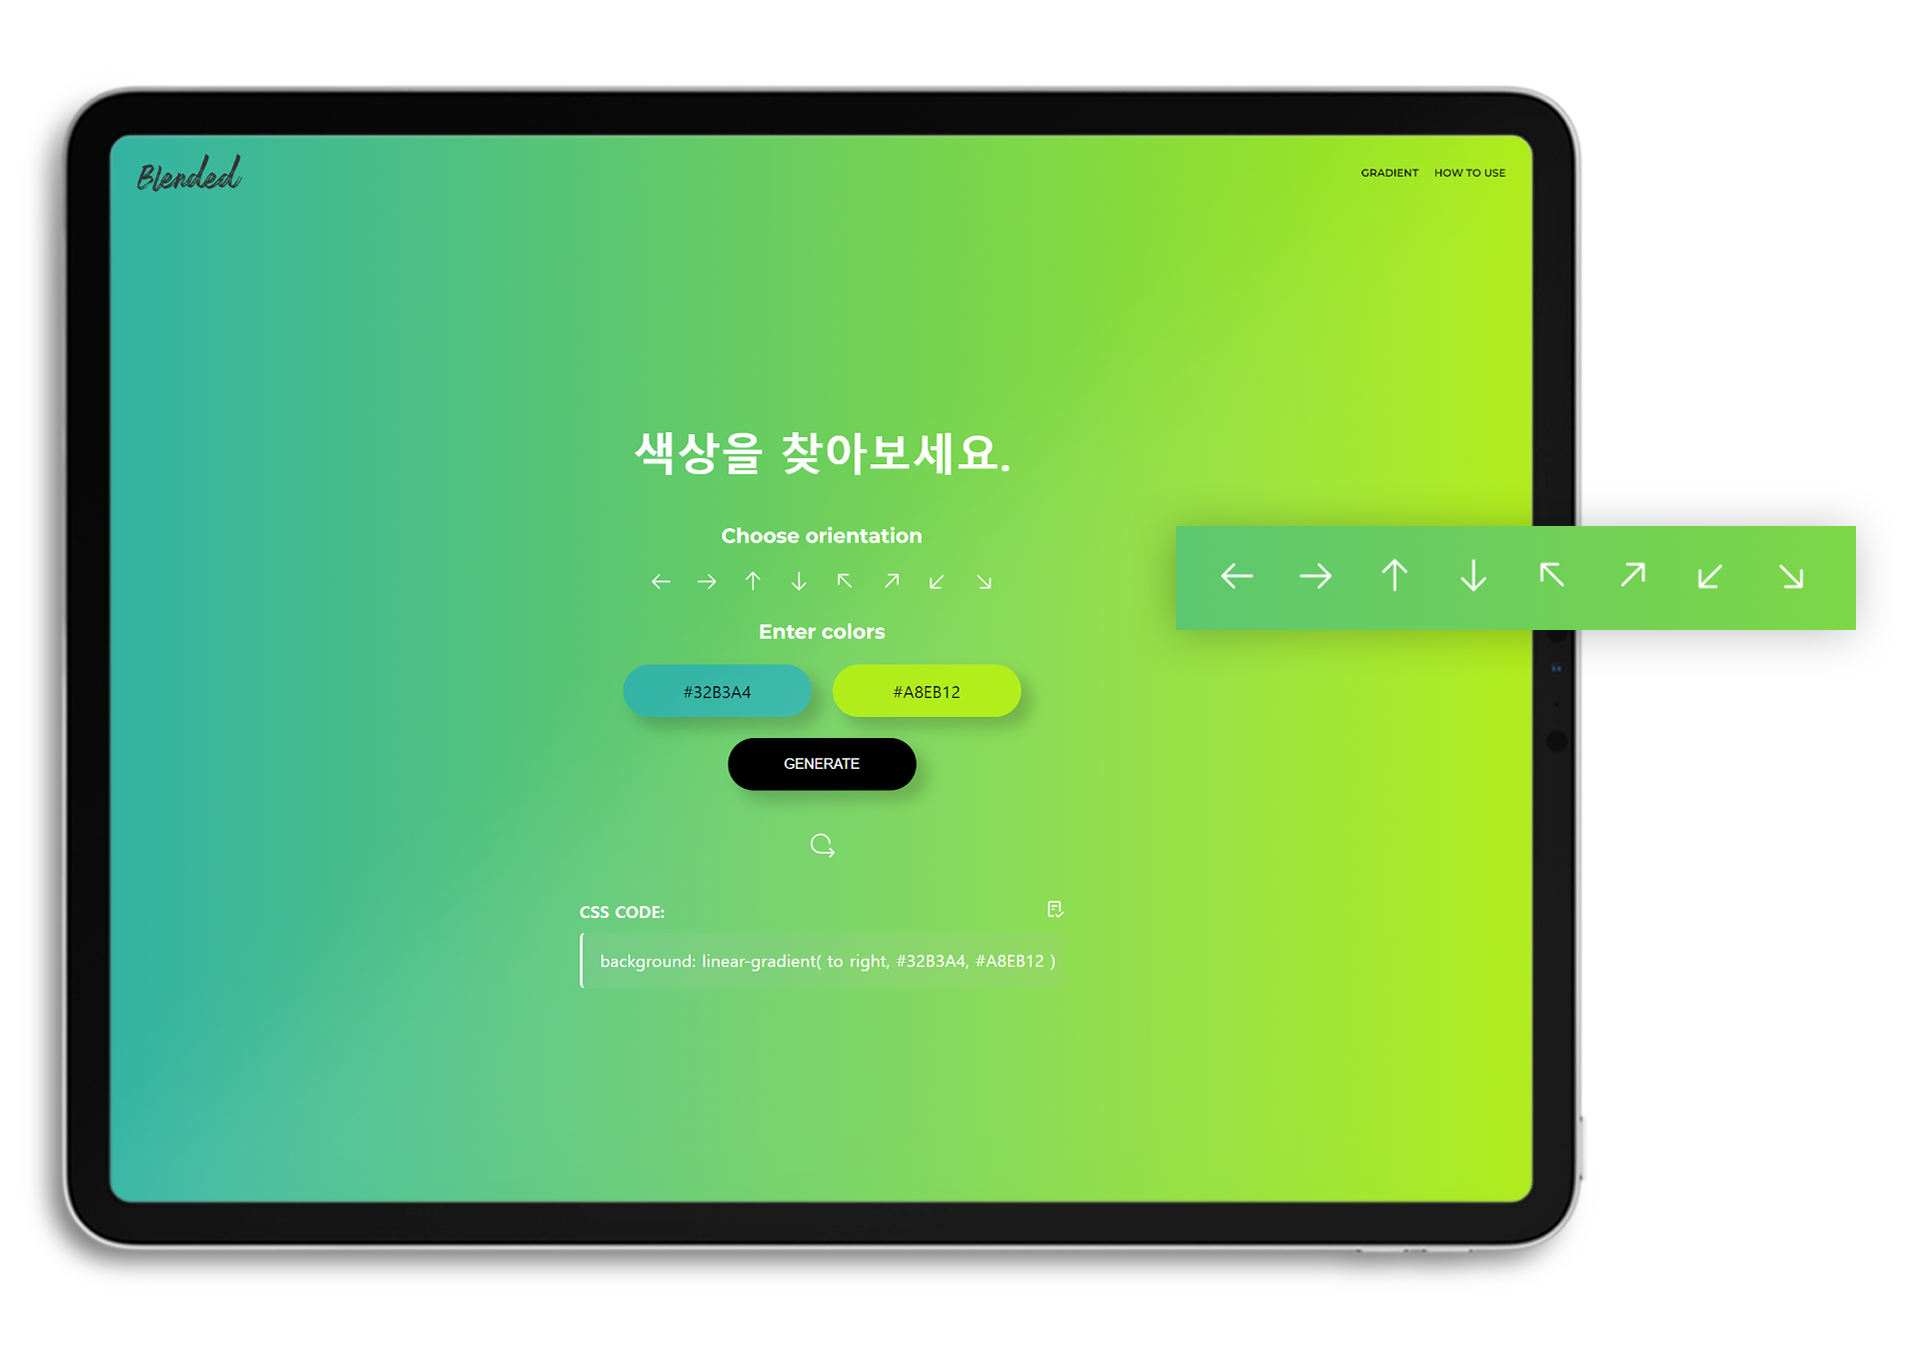 Blended
GRADIENT HOW TO USE
색상을 찾아보세요.
Choose orientation
← → ↑ ↓ ↖ ↗ ↙ ↘
← → ↑ ↓ ↖ ↗ ↙ ↘
Enter colors
#32B3A4 #A8EB12
GENERATE
CSS CODE:
background: linear-gradient( to right, #32B3A4, #A8EB12 )